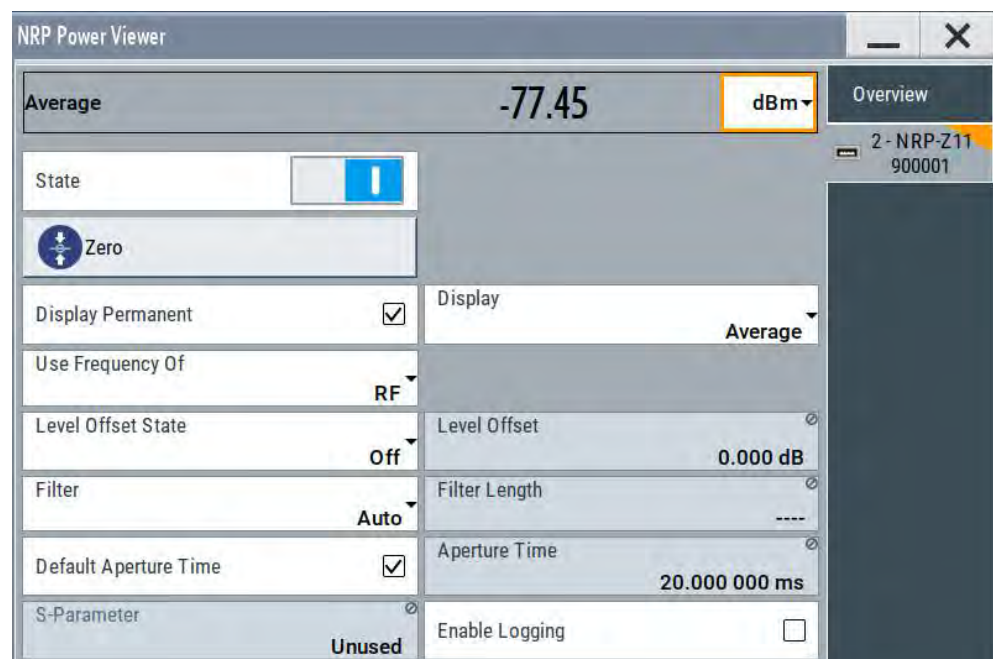 NRP Power Viewer
Average -77.45 dBm
Overview
2 - NRP-Z11
900001
State
Zero
Display Permanent
Display
Average
Use Frequency Of
RF
Level Offset State
Off
Level Offset
0.000 dB
Filter
Auto
Filter Length
----
Default Aperture Time
Aperture Time
20.000 000 ms
S-Parameter
Unused
Enable Logging